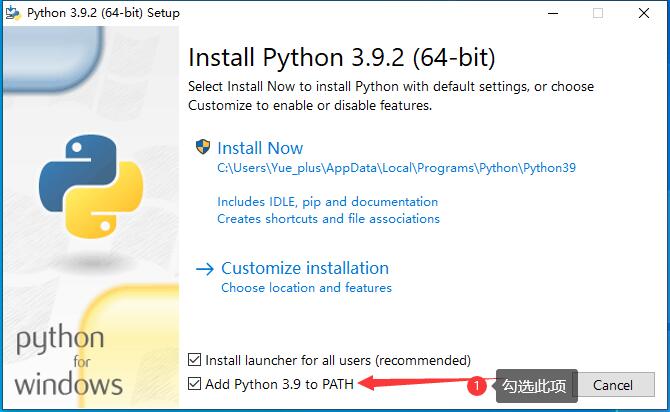 Python 3.9.2 (64-bit) Setup
Install Python 3.9.2 (64-bit)
Select Install Now to install Python with default settings, or choose
Customize to enable or disable features.
Install Now
C:\Users\Yue_plus\AppData\Local\Programs\Python\Python39
Includes IDLE, pip and documentation
Creates shortcuts and file associations
Customize installation
Choose location and features
python
for
windows
Install launcher for all users (recommended)
Add Python 3.9 to PATH
1 勾选此项
Cancel